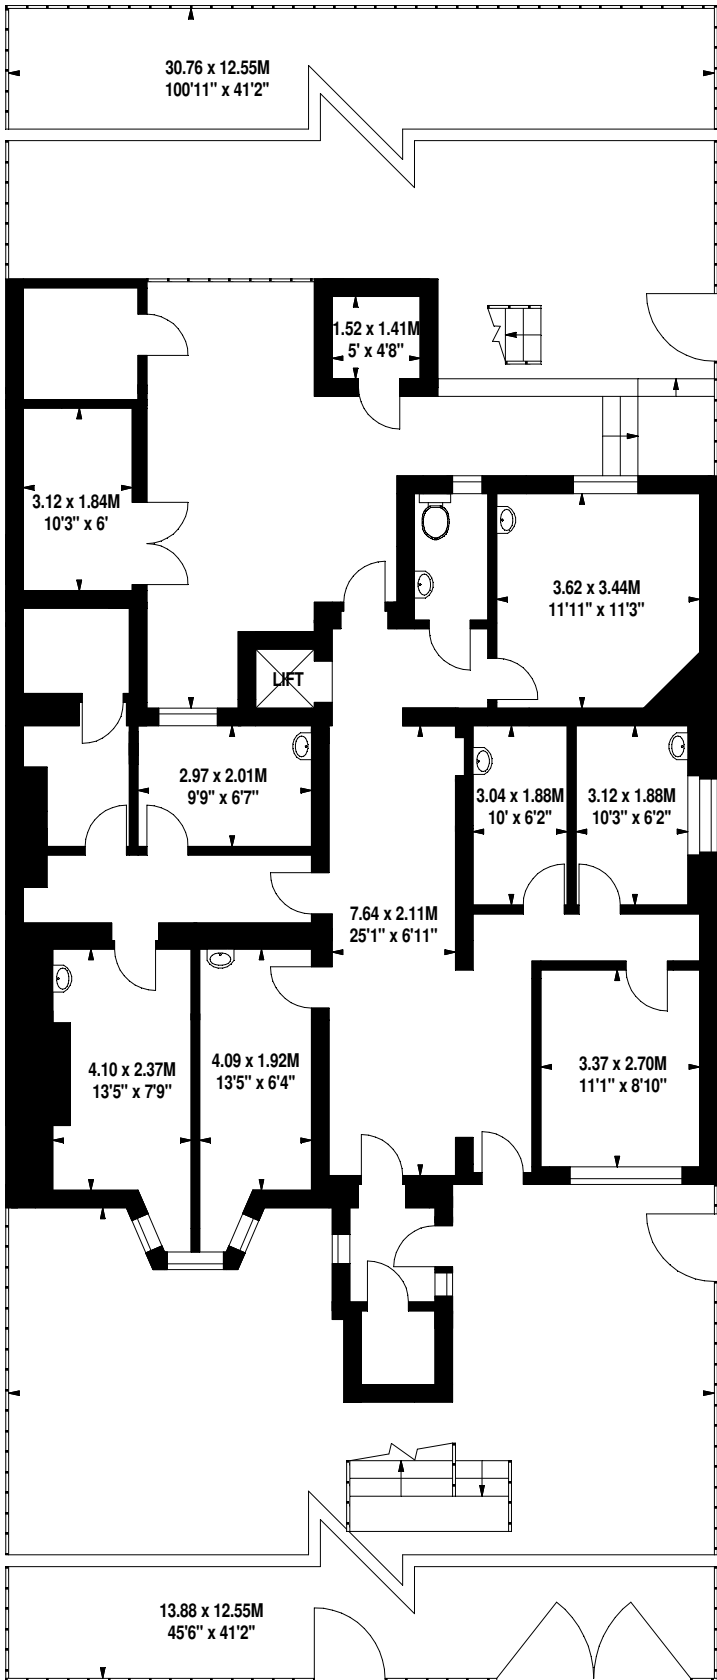 30.76 x 12.55M
100'11" x 41'2"
1.52 x 1.41M
5' x 4'8"
3.12 x 1.84M
10'3" x 6'
3.62 x 3.44M
11'11" x 11'3"
LIFT
2.97 x 2.01M
9'9" x 6'7"
3.04 x 1.88M
10' x 6'2"
3.12 x 1.88M
10'3" x 6'2"
7.64 x 2.11M
25'1" x 6'11"
4.10 x 2.37M
13'5" x 7'9"
4.09 x 1.92M
13'5" x 6'4"
3.37 x 2.70M
11'1" x 8'10"
13.88 x 12.55M
45'6" x 41'2"